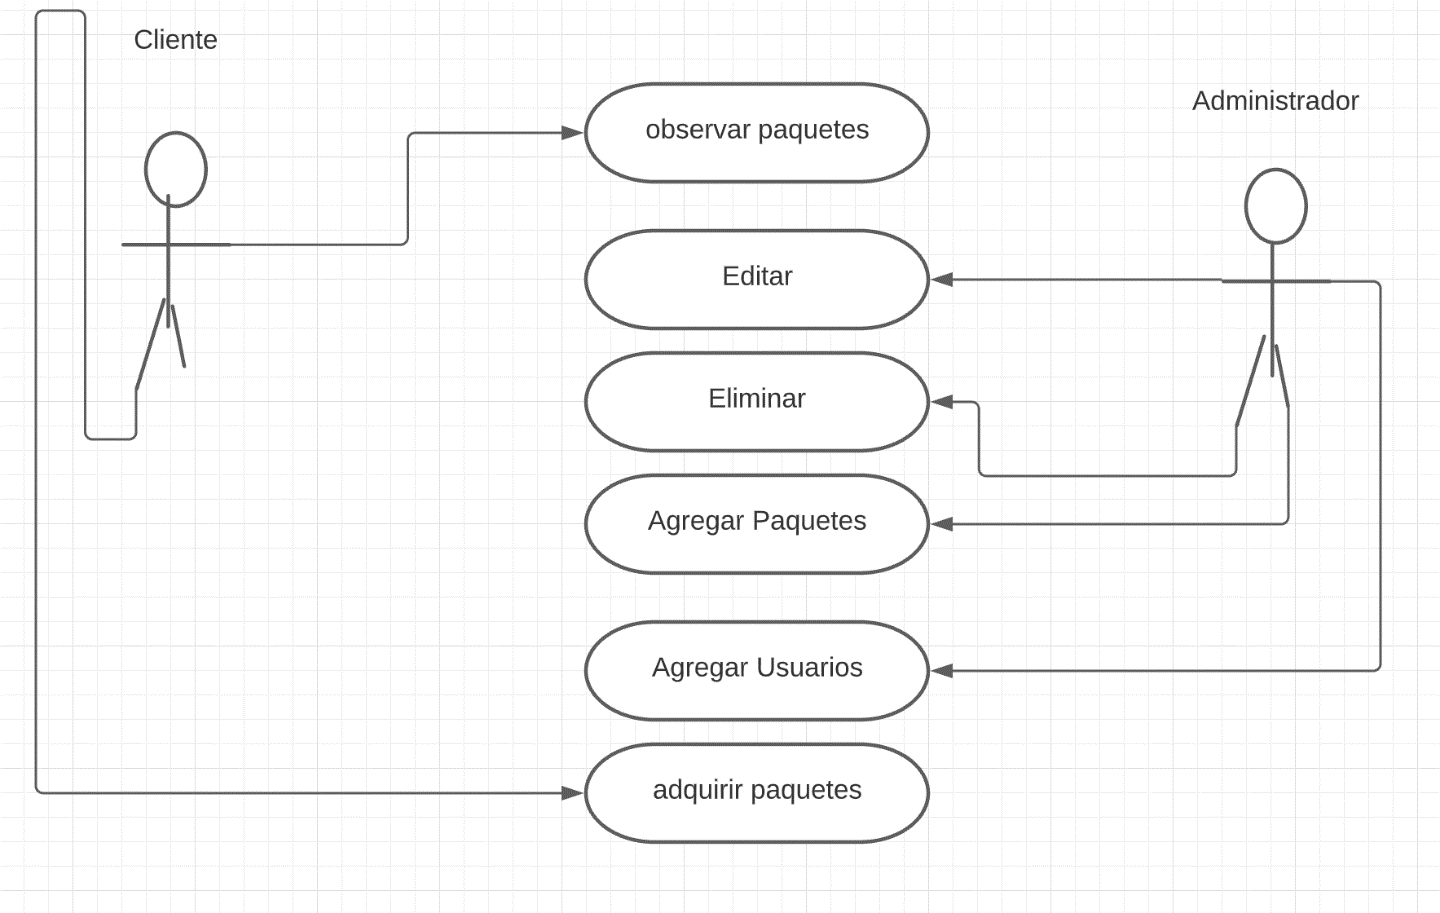 Cliente
Administrador
observar paquetes
Editar
Eliminar
Agregar Paquetes
Agregar Usuarios
adquirir paquetes